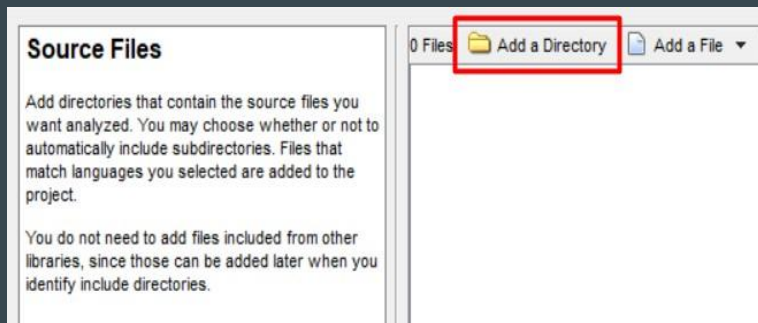 Source Files
Add directories that contain the source files you
want analyzed. You may choose whether or not to
automatically include subdirectories. Files that
match languages you selected are added to the
project.
You do not need to add files included from other
libraries, since those can be added later when you
identify include directories.
0 Files Add a Directory Add a File